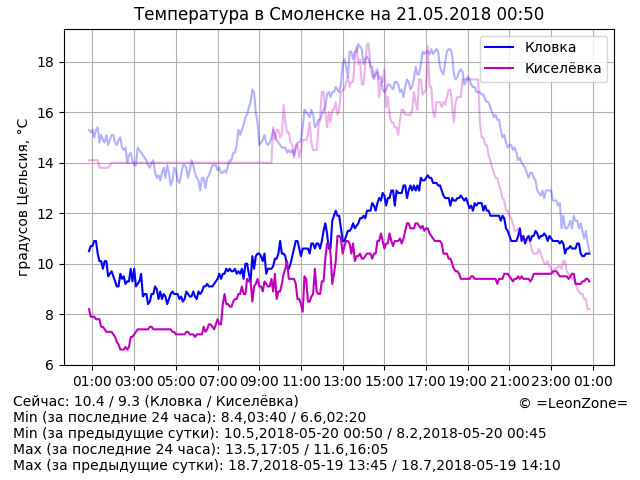 Температура в Смоленске на 21.05.2018 00:50
Кловка
Киселёвка
градусов Цельсия, °C
18
16
14
12
10
8
6
01:00 03:00 05:00 07:00 09:00 11:00 13:00 15:00 17:00 19:00 21:00 23:00 01:00
Сейчас: 10.4 / 9.3 (Кловка / Киселёвка)
© =LeonZone=
Min (за последние 24 часа): 8.4,03:40 / 6.6,02:20
Min (за предыдущие сутки): 10.5,2018-05-20 00:50 / 8.2,2018-05-20 00:45
Max (за последние 24 часа): 13.5,17:05 / 11.6,16:05
Max (за предыдущие сутки): 18.7,2018-05-19 13:45 / 18.7,2018-05-19 14:10